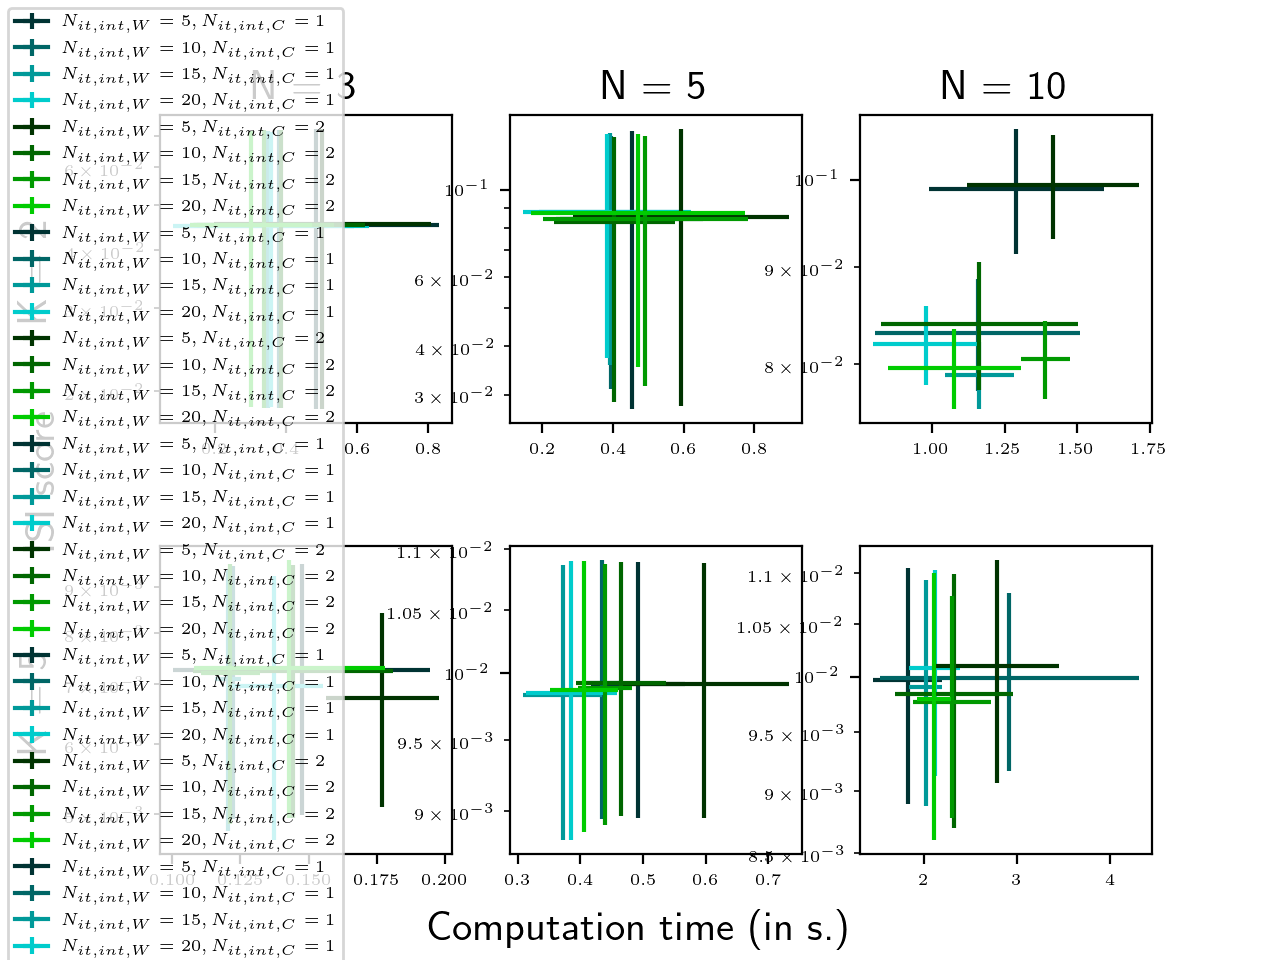 N_{it,int,W} = 5, N_{it,int,C} = 1
N_{it,int,W} = 10, N_{it,int,C} = 1
N_{it,int,W} = 15, N_{it,int,C} = 1
N_{it,int,W} = 20, N_{it,int,C} = 1
N_{it,int,W} = 5, N_{it,int,C} = 2
N_{it,int,W} = 10, N_{it,int,C} = 2
N_{it,int,W} = 15, N_{it,int,C} = 2
N_{it,int,W} = 20, N_{it,int,C} = 2
N_{it,int,W} = 5, N_{it,int,C} = 1
N_{it,int,W} = 10, N_{it,int,C} = 1
N_{it,int,W} = 15, N_{it,int,C} = 1
N_{it,int,W} = 20, N_{it,int,C} = 1
N_{it,int,W} = 5, N_{it,int,C} = 2
N_{it,int,W} = 10, N_{it,int,C} = 2
N_{it,int,W} = 15, N_{it,int,C} = 2
N_{it,int,W} = 20, N_{it,int,C} = 2
N_{it,int,W} = 5, N_{it,int,C} = 1
N_{it,int,W} = 10, N_{it,int,C} = 1
N_{it,int,W} = 15, N_{it,int,C} = 1
N_{it,int,W} = 20, N_{it,int,C} = 1
N_{it,int,W} = 5, N_{it,int,C} = 2
N_{it,int,W} = 10, N_{it,int,C} = 2
N_{it,int,W} = 15, N_{it,int,C} = 2
N_{it,int,W} = 20, N_{it,int,C} = 2
N_{it,int,W} = 5, N_{it,int,C} = 1
N_{it,int,W} = 10, N_{it,int,C} = 1
N_{it,int,W} = 15, N_{it,int,C} = 1
N_{it,int,W} = 20, N_{it,int,C} = 1
N_{it,int,W} = 5, N_{it,int,C} = 2
N_{it,int,W} = 10, N_{it,int,C} = 2
N_{it,int,W} = 15, N_{it,int,C} = 2
N_{it,int,W} = 20, N_{it,int,C} = 2
N_{it,int,W} = 5, N_{it,int,C} = 1
N_{it,int,W} = 10, N_{it,int,C} = 1
N_{it,int,W} = 15, N_{it,int,C} = 1
N_{it,int,W} = 20, N_{it,int,C} = 1
N = 3
N = 5
N = 10
K = 2
0.6 0.8
10^{-1}
6 × 10^{-2}
4 × 10^{-2}
3 × 10^{-2}
0.2 0.4 0.6 0.8
10^{-1}
9 × 10^{-2}
8 × 10^{-2}
1.00 1.25 1.50 1.75
SI score
K = 5
0.100 0.125 0.150 0.175 0.200
1.1 × 10^{-2}
1.05 × 10^{-2}
10^{-2}
9.5 × 10^{-3}
9 × 10^{-3}
0.3 0.4 0.5 0.6 0.7
1.1 × 10^{-2}
1.05 × 10^{-2}
10^{-2}
9.5 × 10^{-3}
9 × 10^{-3}
8.5 × 10^{-3}
2 3 4
Computation time (in s.)